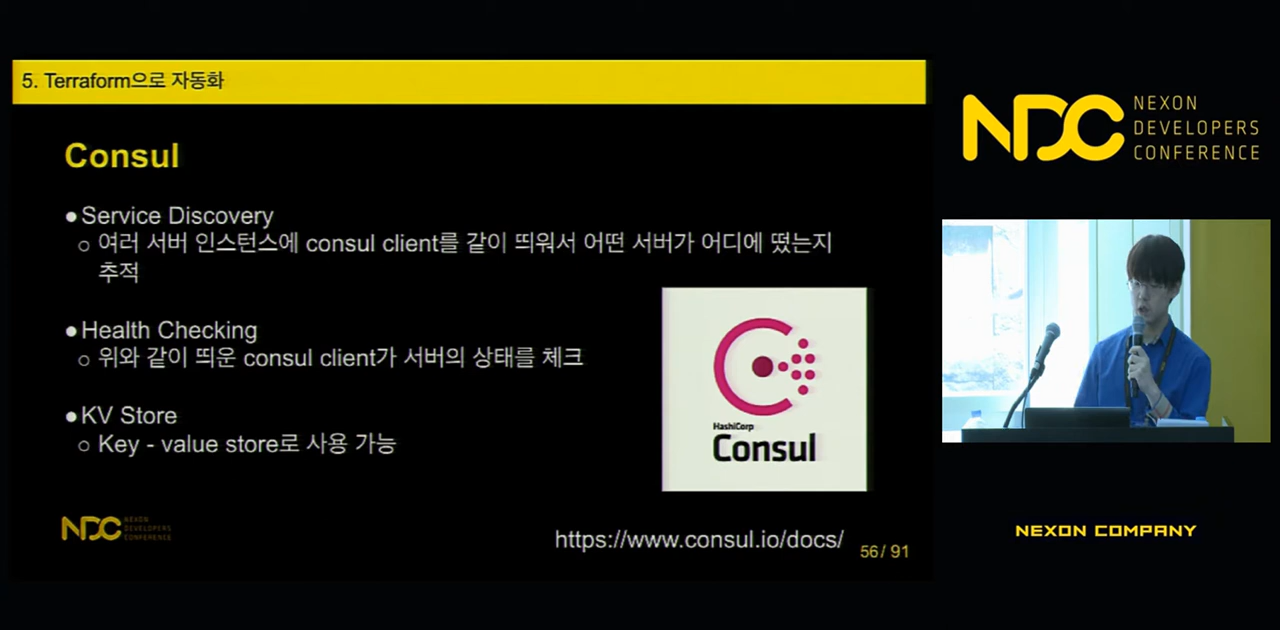 5. Terraform으로 자동화
Consul
●Service Discovery
○ 여러 서버 인스턴스에 consul client를 같이 띄워서 어떤 서버가 어디에 떴는지
추적
●Health Checking
○ 위와 같이 띄운 consul client가 서버의 상태를 체크
●KV Store
○ Key - value store로 사용 가능
HashiCorp
Consul
NDC NEXON
DEVELOPERS
CONFERENCE
https://www.consul.io/docs/
56/ 91
NDC NEXON
DEVELOPERS
CONFERENCE
NEXON COMPANY